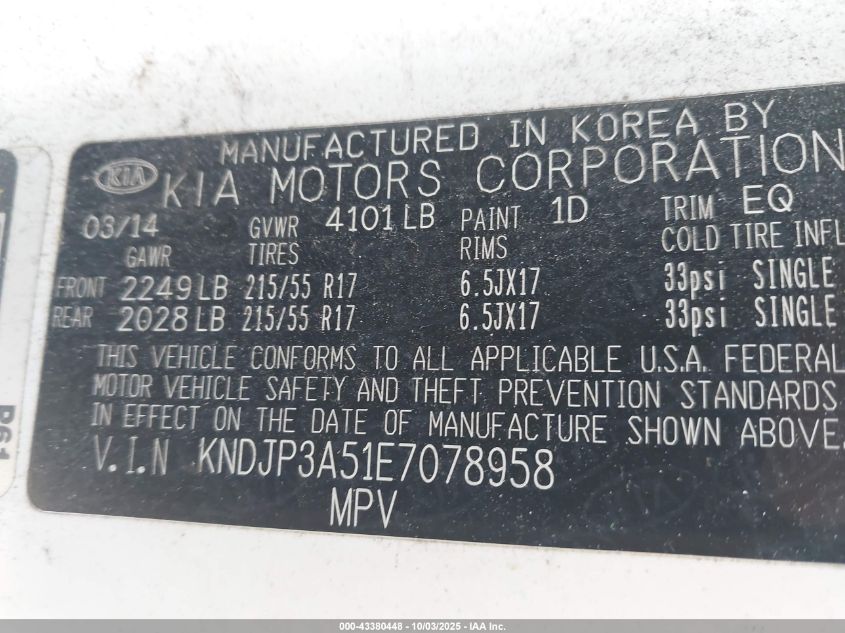 MANUFACTURED IN KOREA BY
KIA KIA MOTORS CORPORATION
03/14 GVWR 4101 LB PAINT 1D TRIM EQ
GAWR TIRES RIMS COLD TIRE INFL
FRONT 2249 LB 215/55 R17 6.5JX17 33psi SINGLE
REAR 2028 LB 215/55 R17 6.5JX17 33psi SINGLE
THIS VEHICLE CONFORMS TO ALL APPLICABLE U.S.A. FEDERAL
MOTOR VEHICLE SAFETY AND THEFT PREVENTION STANDARDS
IN EFFECT ON THE DATE OF MANUFACTURE SHOWN ABOVE.
V.I.N KNDJP3A51E7078958
MPV
000-43380448 - 10/03/2025 - IAA Inc.